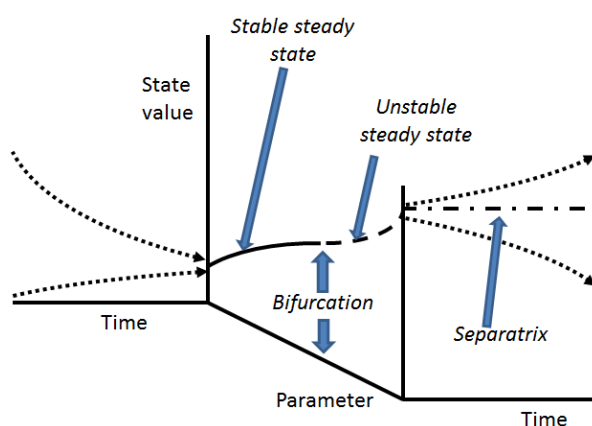 Stable steady
state
State
value
Unstable
steady state
Bifurcation
Time
Separatrix
Parameter
Time